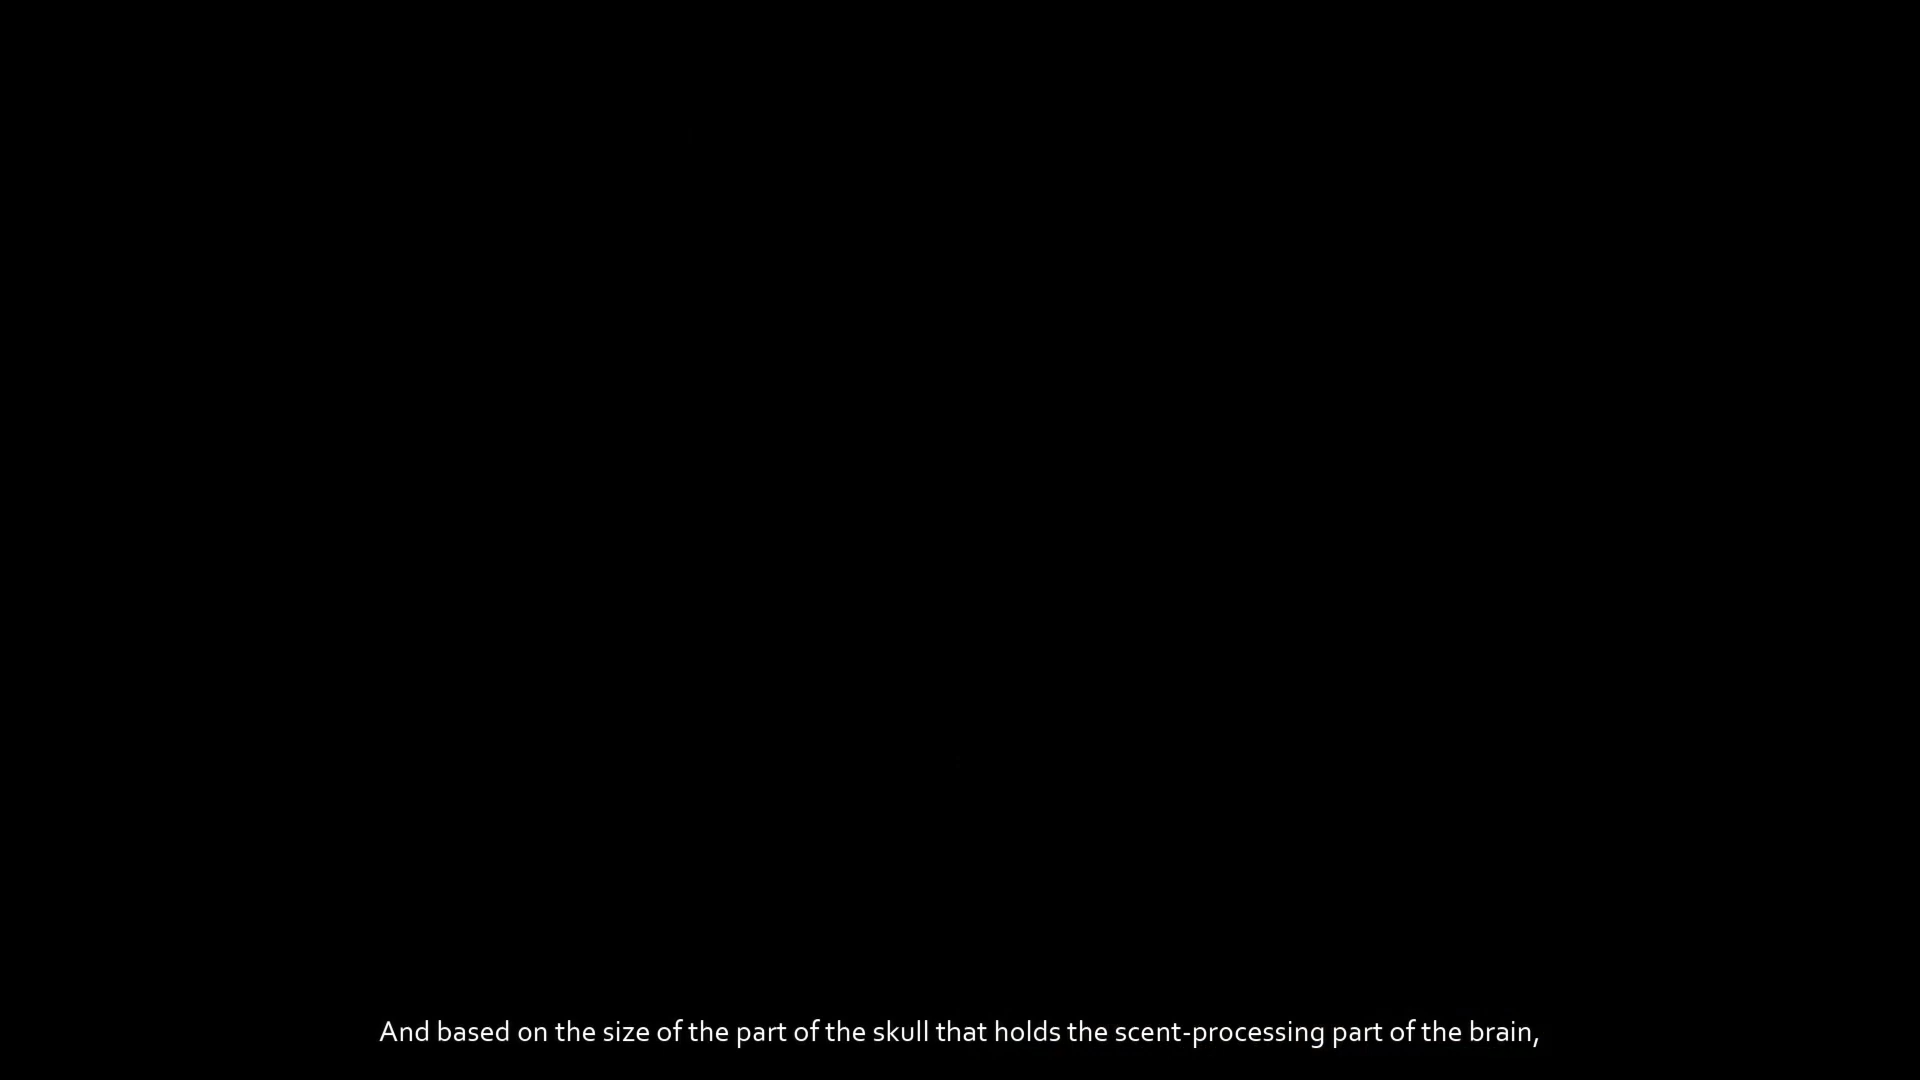 And based on the size of the part of the skull that holds the scent-processing part of the brain,